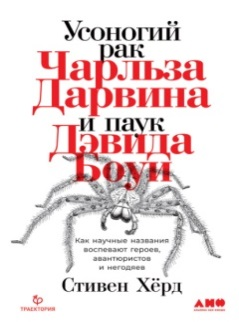 Усоногий
рак
Чарльза
Дарвина
и паук
Дэвида
Боуи
Как научные названия
воспевают героев,
авантюристов
и негодяев
Стивен Хёрд
ТРАЕКТОРИЯ